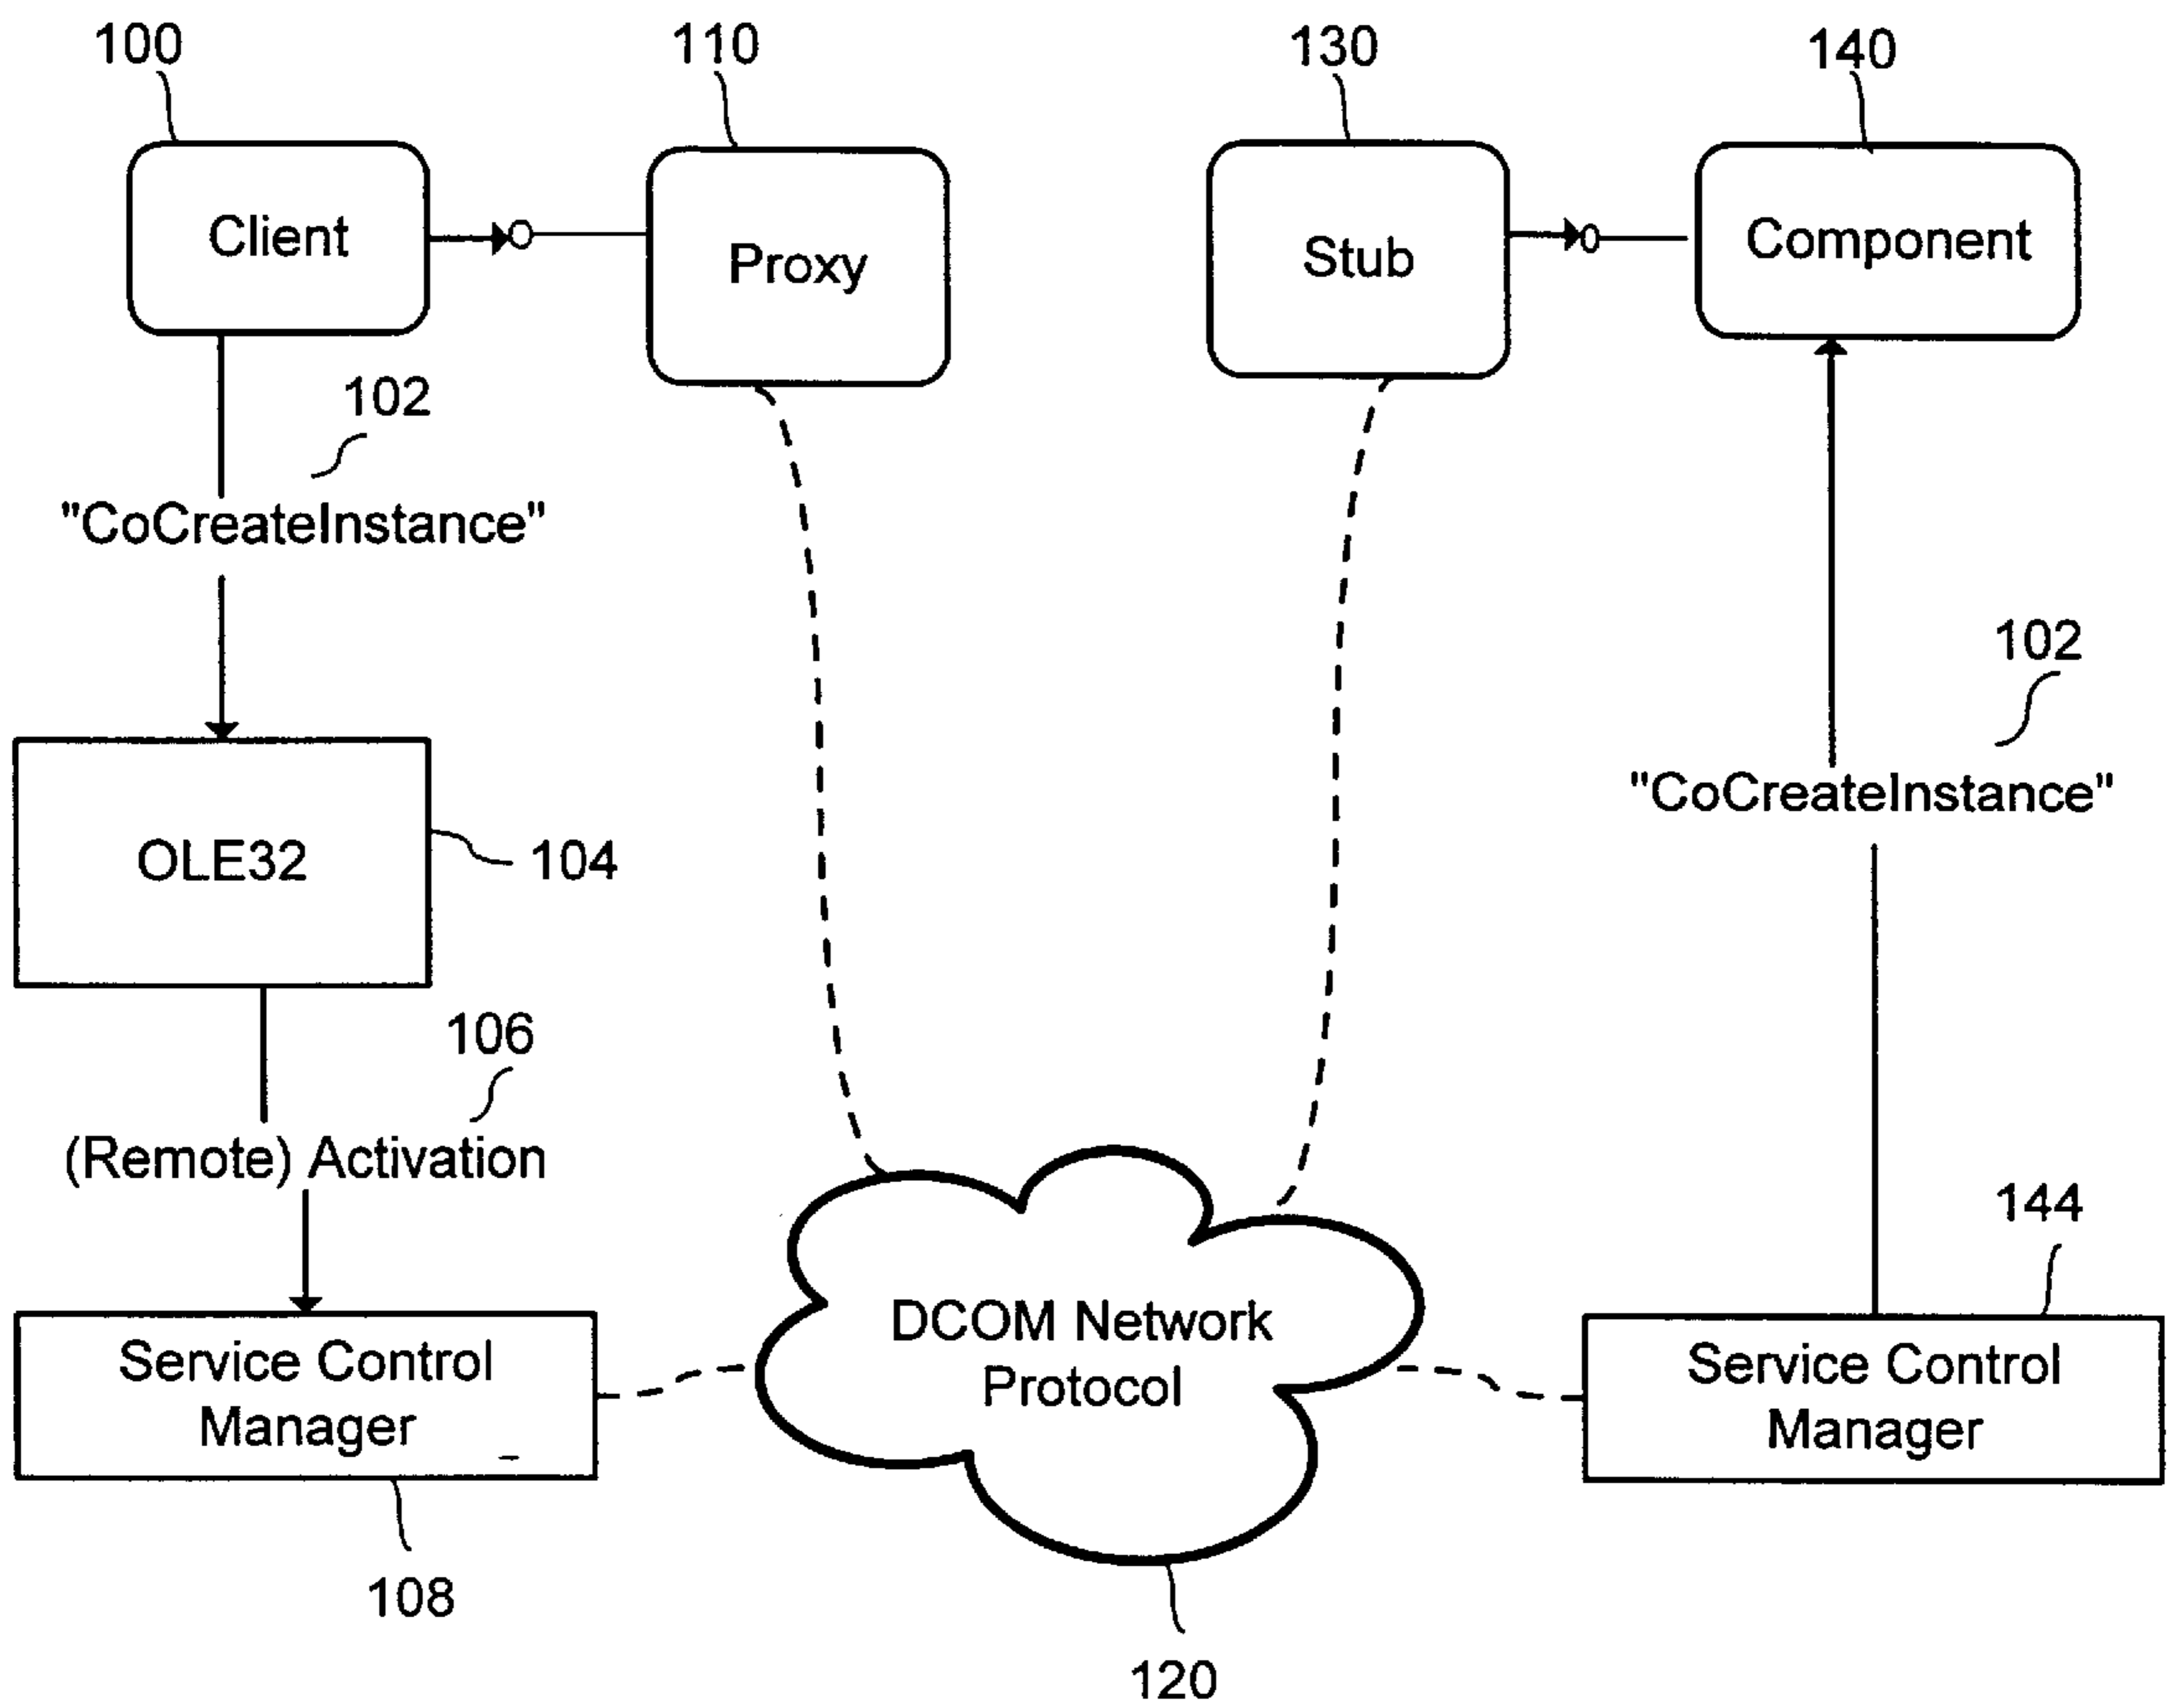 100
110
130
140
Client
Proxy
Stub
Component
102
"CoCreateInstance"
102
"CoCreateInstance"
OLE32
104
106
(Remote) Activation
144
DCOM Network
Protocol
Service Control
Manager
Service Control
Manager
108
120